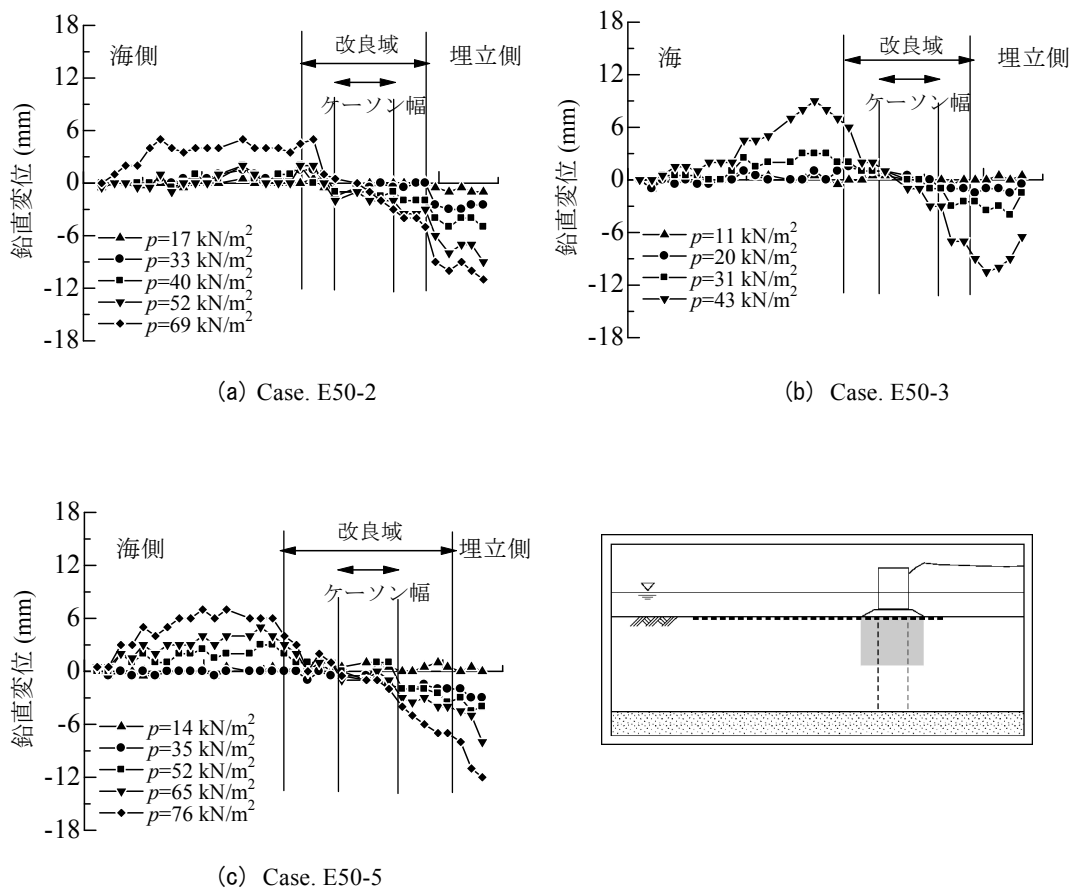 18
12
6
0
-6
-12
-18
鉛直変位 (mm)
海側
改良域
埋立側
ケーソン幅
p=17 kN/m²
p=33 kN/m²
p=40 kN/m²
p=52 kN/m²
p=69 kN/m²
(a) Case. E50-2
18
12
6
0
-6
-12
-18
鉛直変位 (mm)
海
改良域
埋立側
ケーソン幅
p=11 kN/m²
p=20 kN/m²
p=31 kN/m²
p=43 kN/m²
(b) Case. E50-3
18
12
6
0
-6
-12
-18
鉛直変位 (mm)
海側
改良域
埋立側
ケーソン幅
p=14 kN/m²
p=35 kN/m²
p=52 kN/m²
p=65 kN/m²
p=76 kN/m²
(c) Case. E50-5